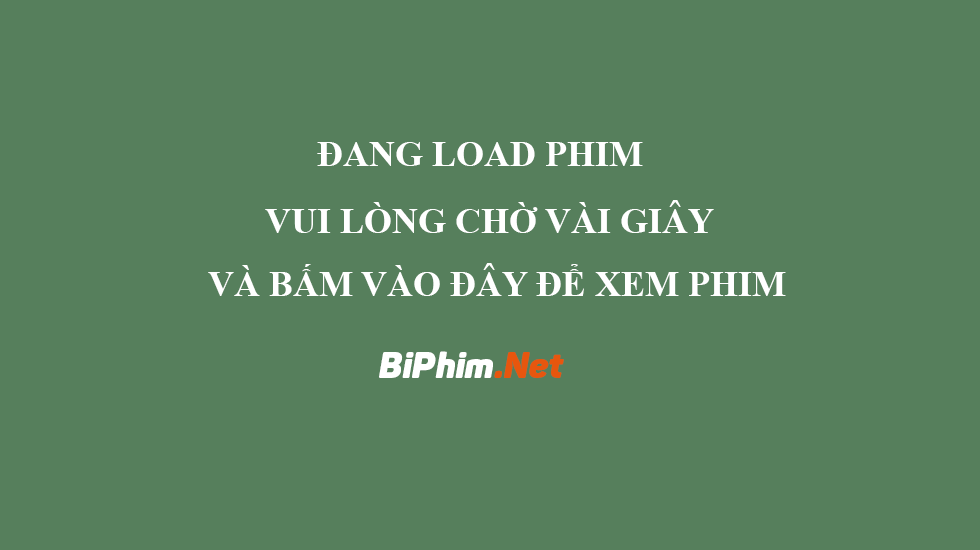 ĐANG LOAD PHIM
VUI LÒNG CHỜ VÀI GIÂY
VÀ BẤM VÀO ĐÂY ĐỂ XEM PHIM
BiPhim.Net